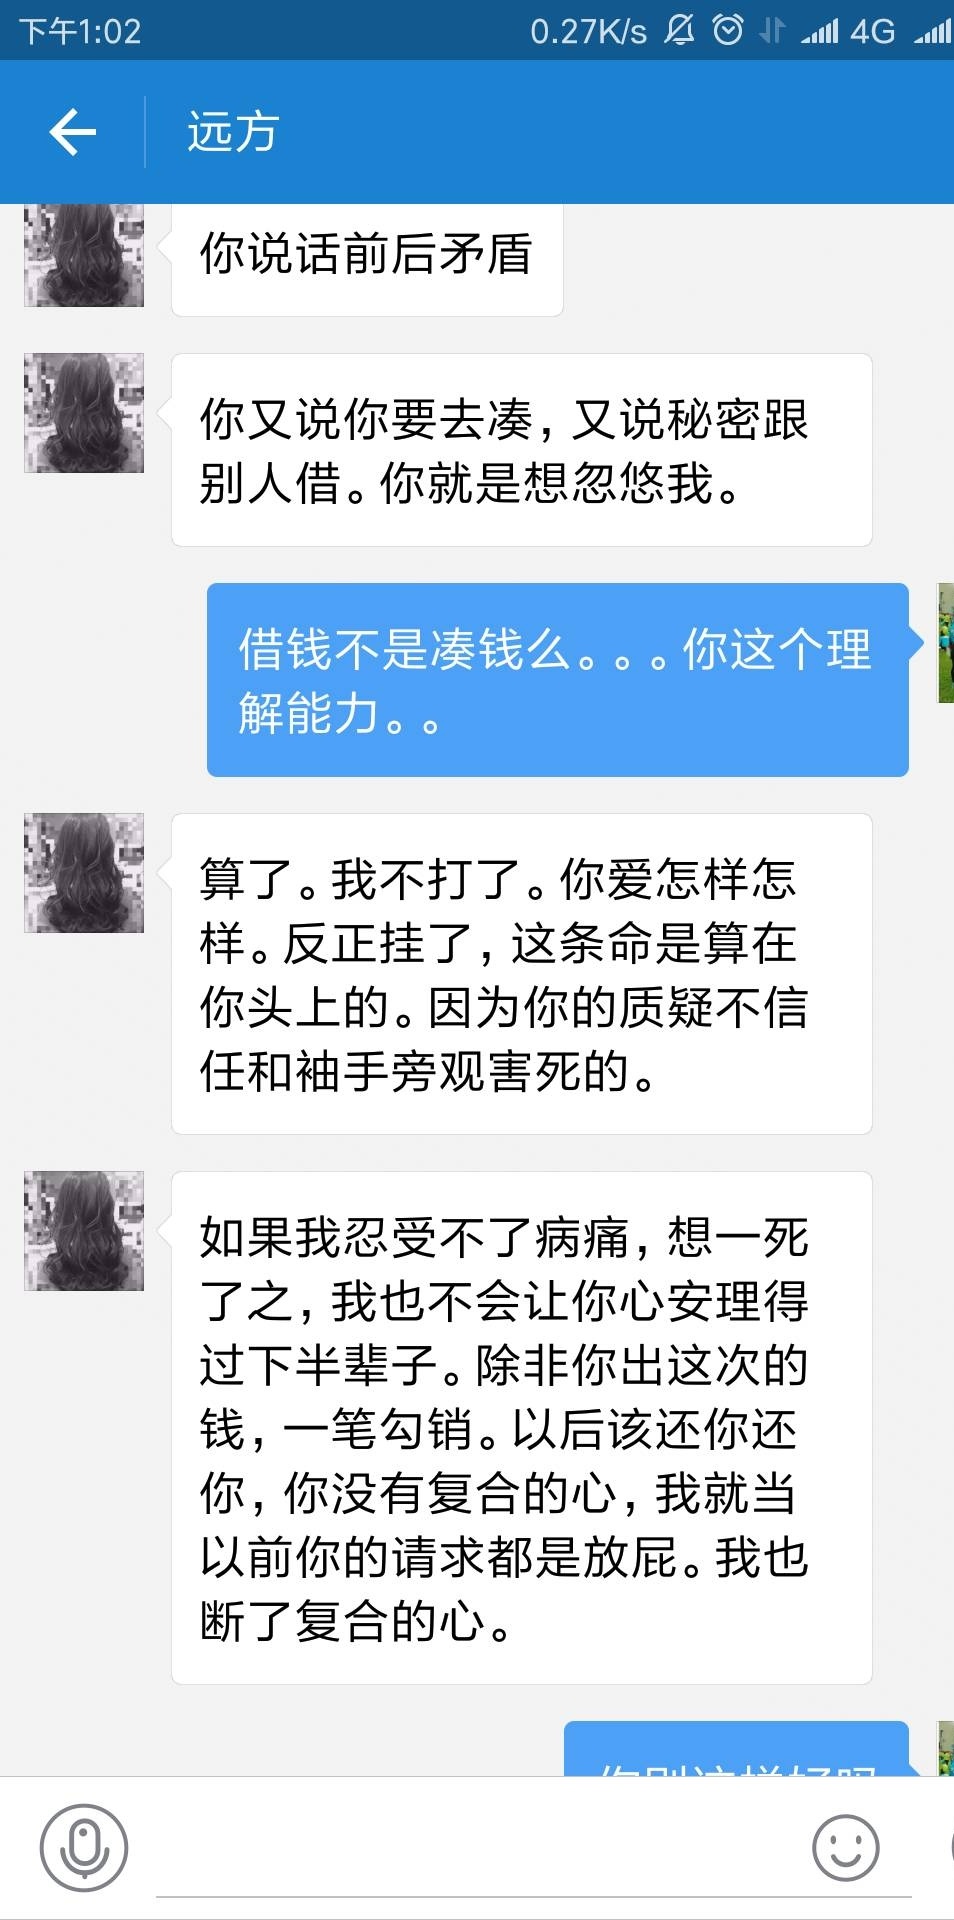 下午1:02
0.27K/s
4G
远方
你说话前后矛盾
你又说你要去凑，又说秘密跟
别人借。你就是想忽悠我。
借钱不是凑钱么。。。你这个理
解能力。。
算了。我不打了。你爱怎样怎
样。反正挂了，这条命是算在
你头上的。因为你的质疑不信
任和袖手旁观害死的。
如果我忍受不了病痛，想一死
了之，我也不会让你心安理得
过下半辈子。除非你出这次的
钱，一笔勾销。以后该还你还
你，你没有复合的心，我就当
以前你的请求都是放屁。我也
断了复合的心。
你别这样好吗